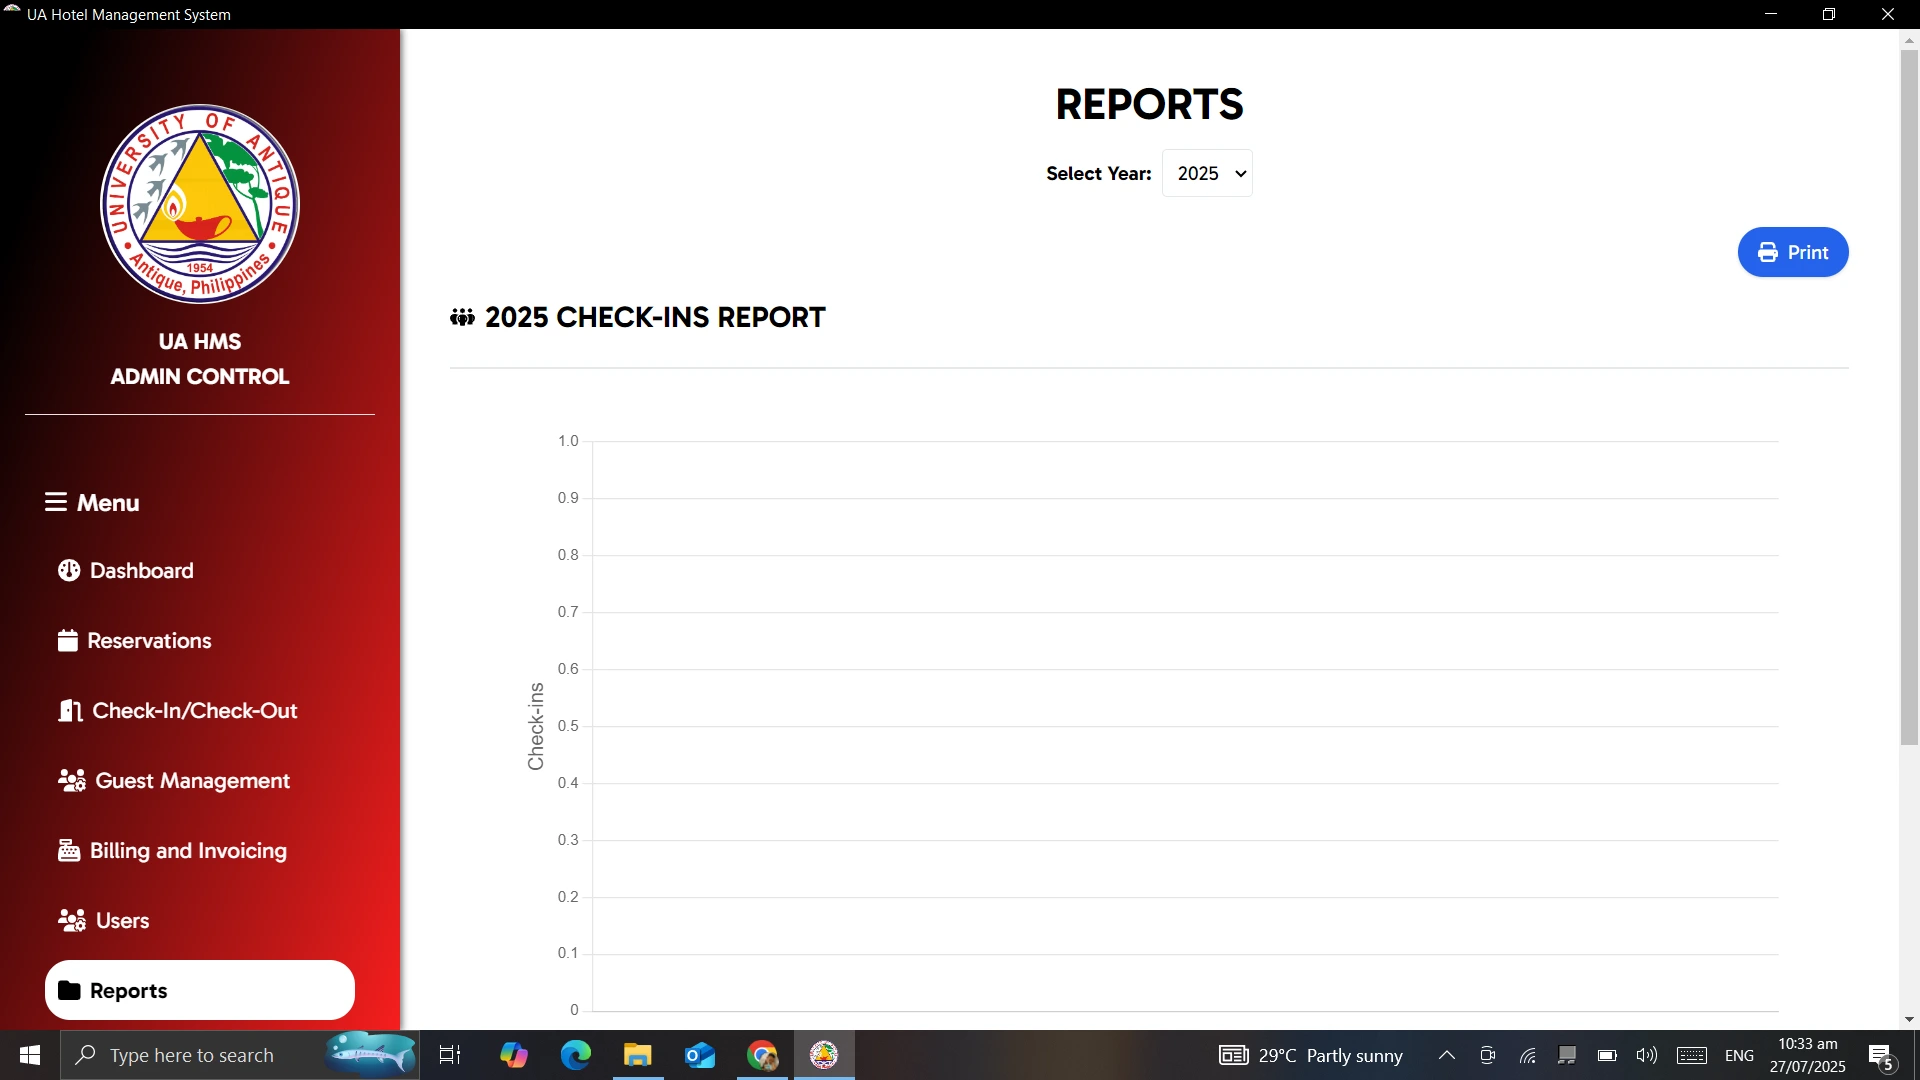 UA Hotel Management System
UNIVERSITY OF ANTIQUE
1954
Antique, Philippines
UA HMS
ADMIN CONTROL
Menu
Dashboard
Reservations
Check-In/Check-Out
Guest Management
Billing and Invoicing
Users
Reports
REPORTS
Select Year: 2025
Print
2025 CHECK-INS REPORT
1.0
0.9
0.8
0.7
0.6
0.5
0.4
0.3
0.2
0.1
0
Check-ins
Type here to search
29°C Partly sunny
ENG
10:33 am
27/07/2025
5